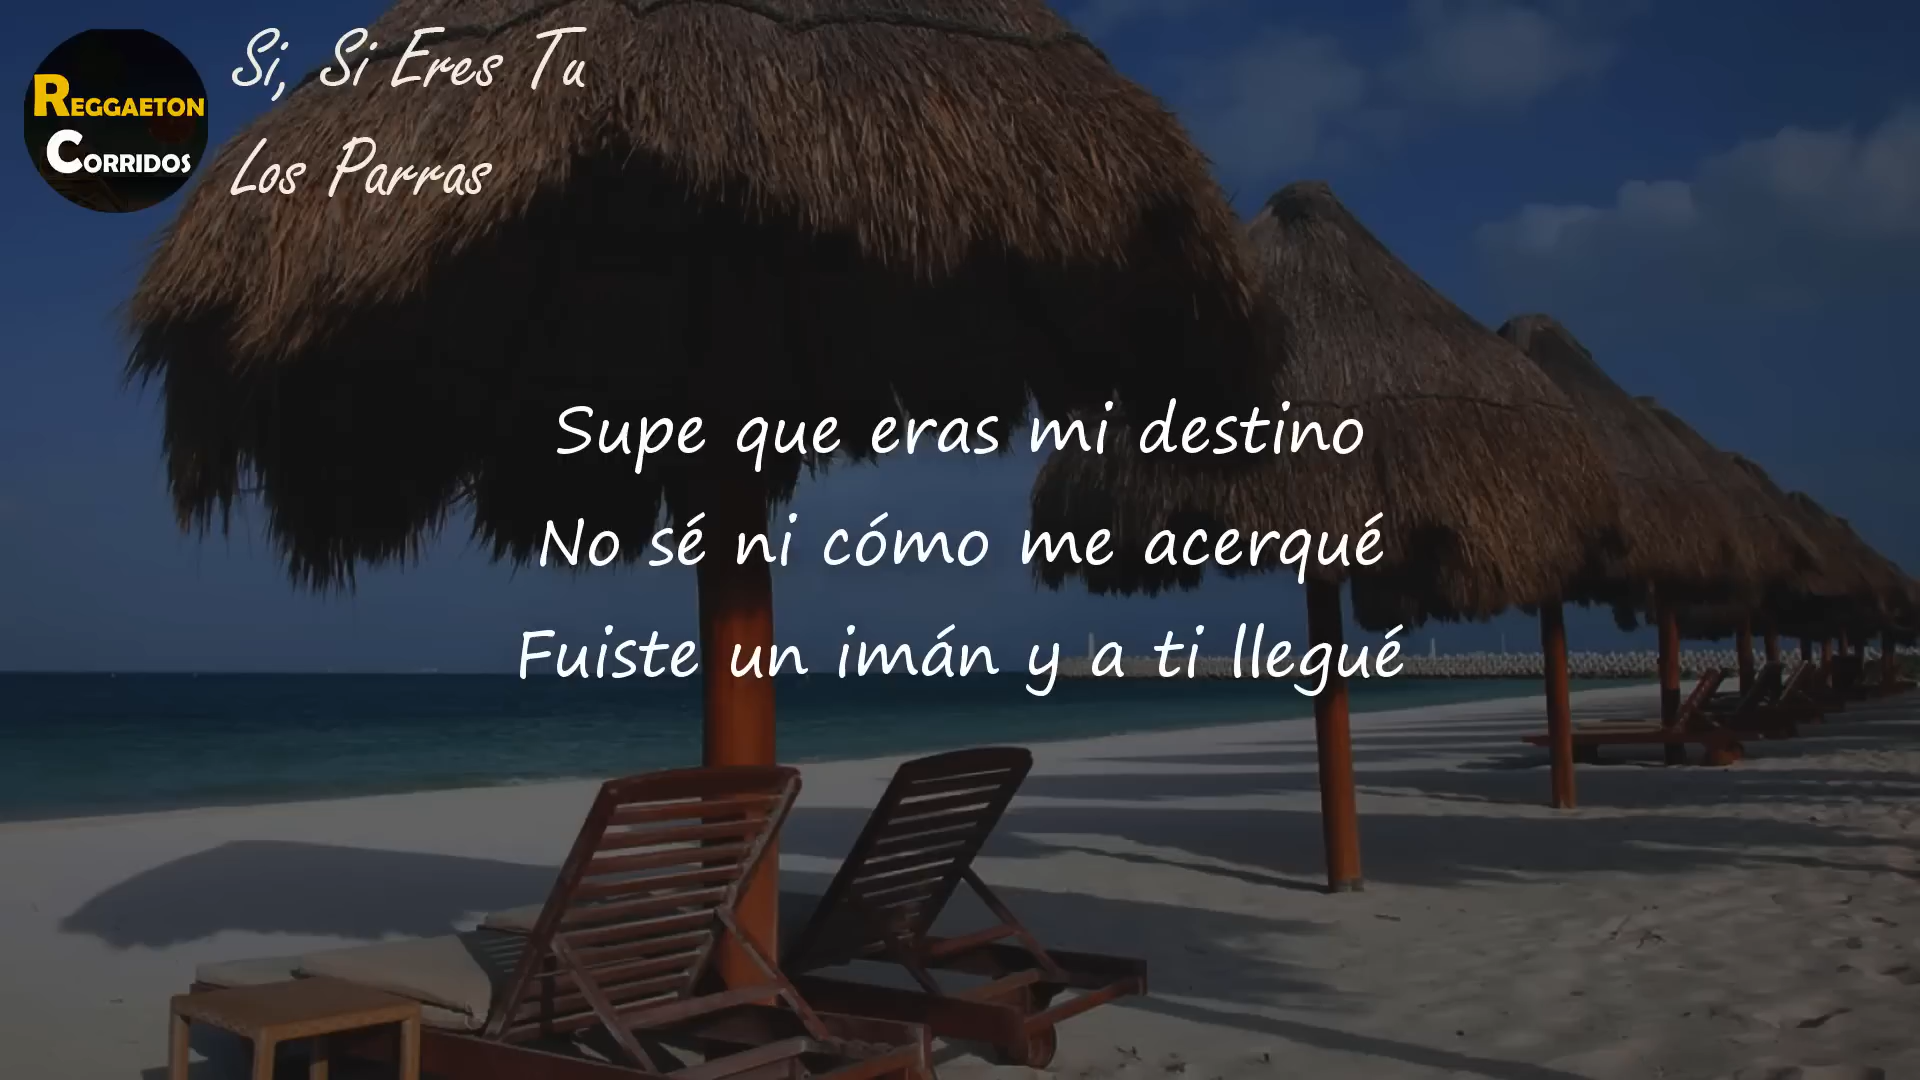 REGGAETON
CORRIDOS
Si, Si Eres Tu
Los Parras
Supe que eras mi destino
No sé ni cómo me acerqué
Fuiste un imán y a ti llegué